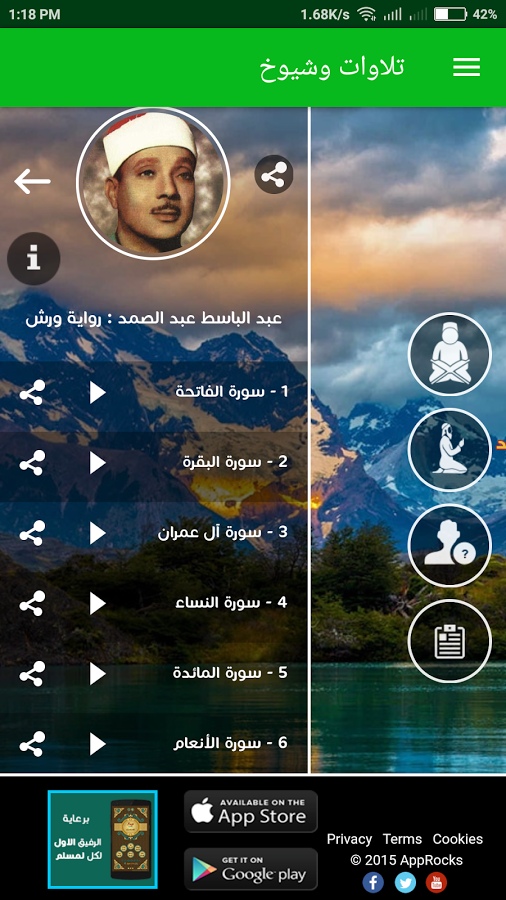 1:18 PM 1.68K/s 42%
تلاوات وشيوخ
عبد الباسط عبد الصمد : رواية ورش
1 - سورة الفاتحة
2 - سورة البقرة
3 - سورة آل عمران
4 - سورة النساء
5 - سورة المائدة
6 - سورة الأنعام
برعاية
الرفيق الأول
لكل لمسلم
AVAILABLE ON THE
App Store
GET IT ON
Google play
Privacy Terms Cookies
© 2015 AppRocks